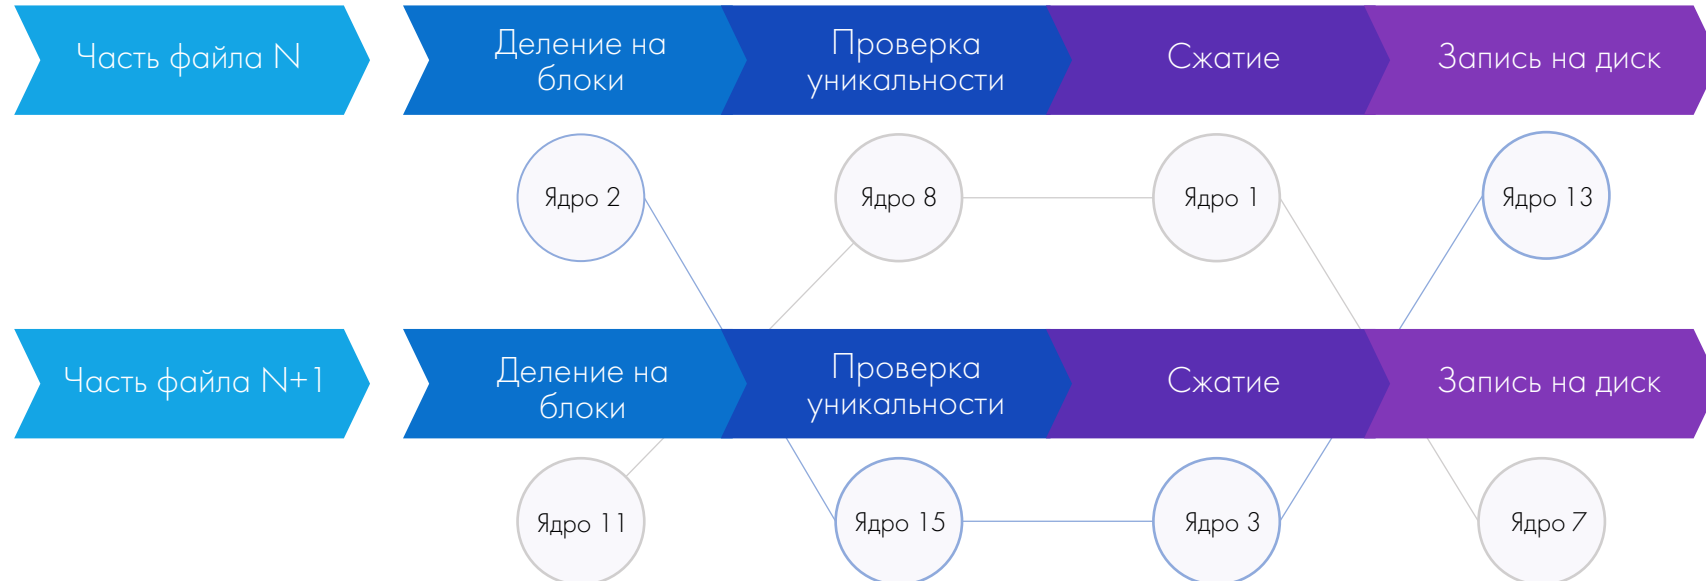 Часть файла N
Деление на
блоки
Проверка
уникальности
Сжатие
Запись на диск
Ядро 2
Ядро 8
Ядро 1
Ядро 13
Часть файла N+1
Деление на
блоки
Проверка
уникальности
Сжатие
Запись на диск
Ядро 11
Ядро 15
Ядро 3
Ядро 7